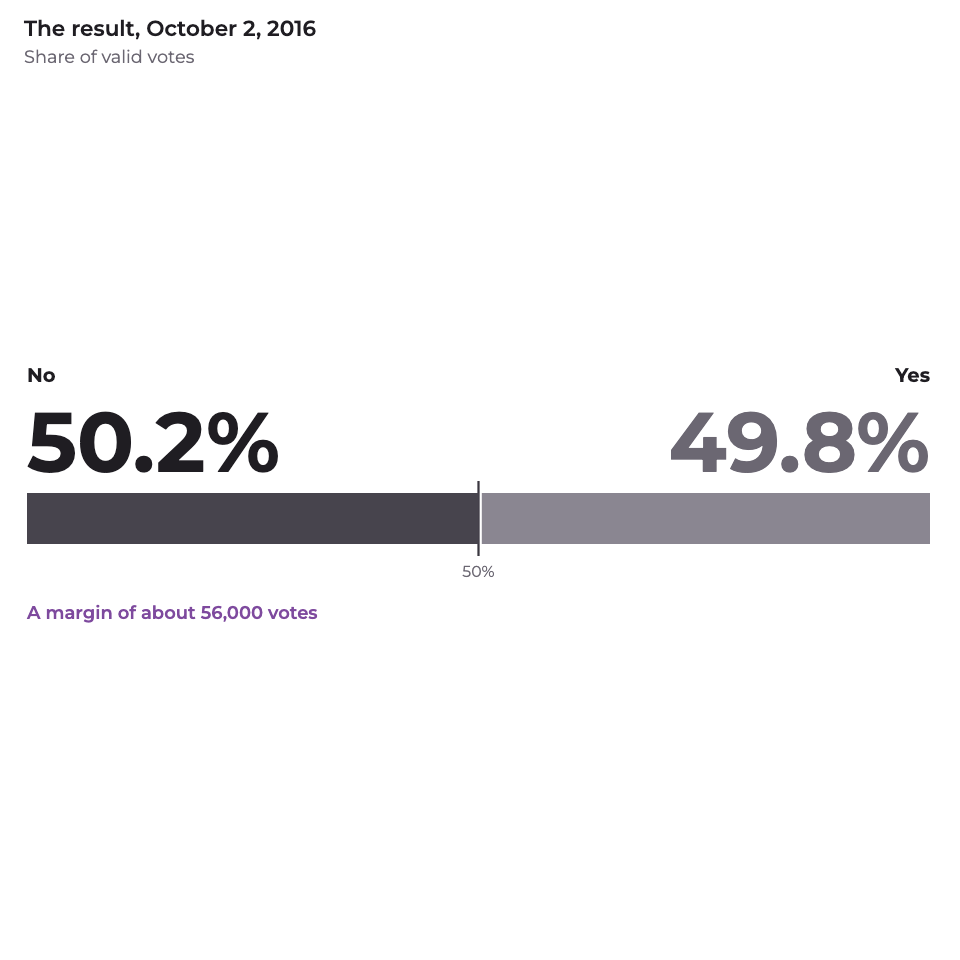 The result, October 2, 2016
Share of valid votes
No
Yes
50.2%
49.8%
50%
A margin of about 56,000 votes